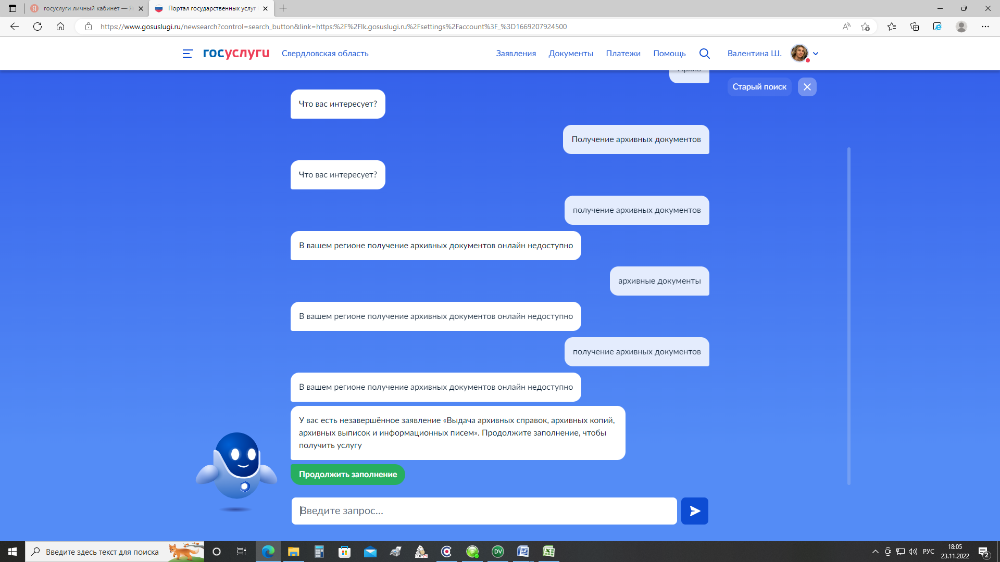 госуслуги личный кабинет — Я
Портал государственных услуг
https://www.gosuslugi.ru/newsearch?control=search_button&link=https:%2F%2Flk.gosuslugi.ru%2Fsettings%2Faccount%3F_%3D1669207924500
госуслуги
Свердловская область
Заявления
Документы
Платежи
Помощь
Валентина Ш.
Архив
Старый поиск
Что вас интересует?
Получение архивных документов
Что вас интересует?
получение архивных документов
В вашем регионе получение архивных документов онлайн недоступно
архивные документы
В вашем регионе получение архивных документов онлайн недоступно
получение архивных документов
В вашем регионе получение архивных документов онлайн недоступно
У вас есть незавершённое заявление «Выдача архивных справок, архивных копий,
архивных выписок и информационных писем». Продолжите заполнение, чтобы
получить услугу
Продолжить заполнение
Введите запрос...
Введите здесь текст для поиска
РУС
18:05
23.11.2022
2